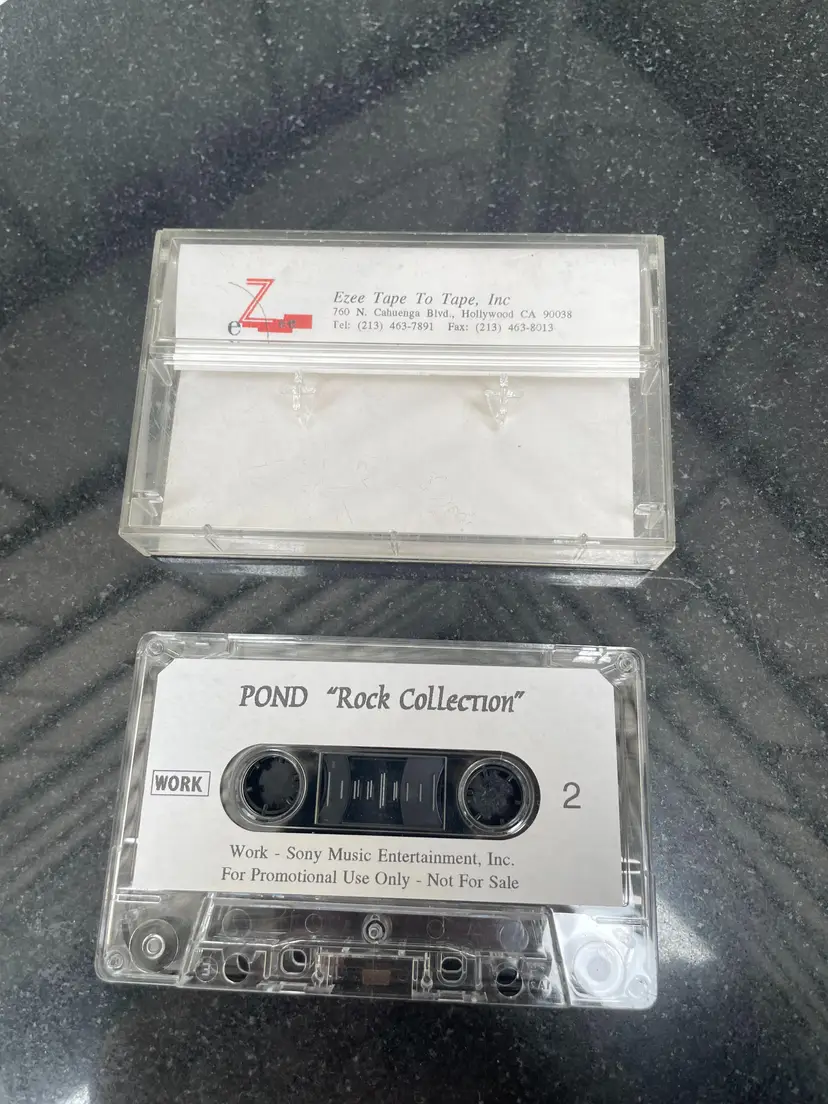 eZ
Ezee Tape To Tape, Inc
760 N. Cahuenga Blvd., Hollywood CA 90038
Tel: (213) 463-7891 Fax: (213) 463-8013
POND “Rock Collection”
WORK
2
Work - Sony Music Entertainment, Inc.
For Promotional Use Only - Not For Sale